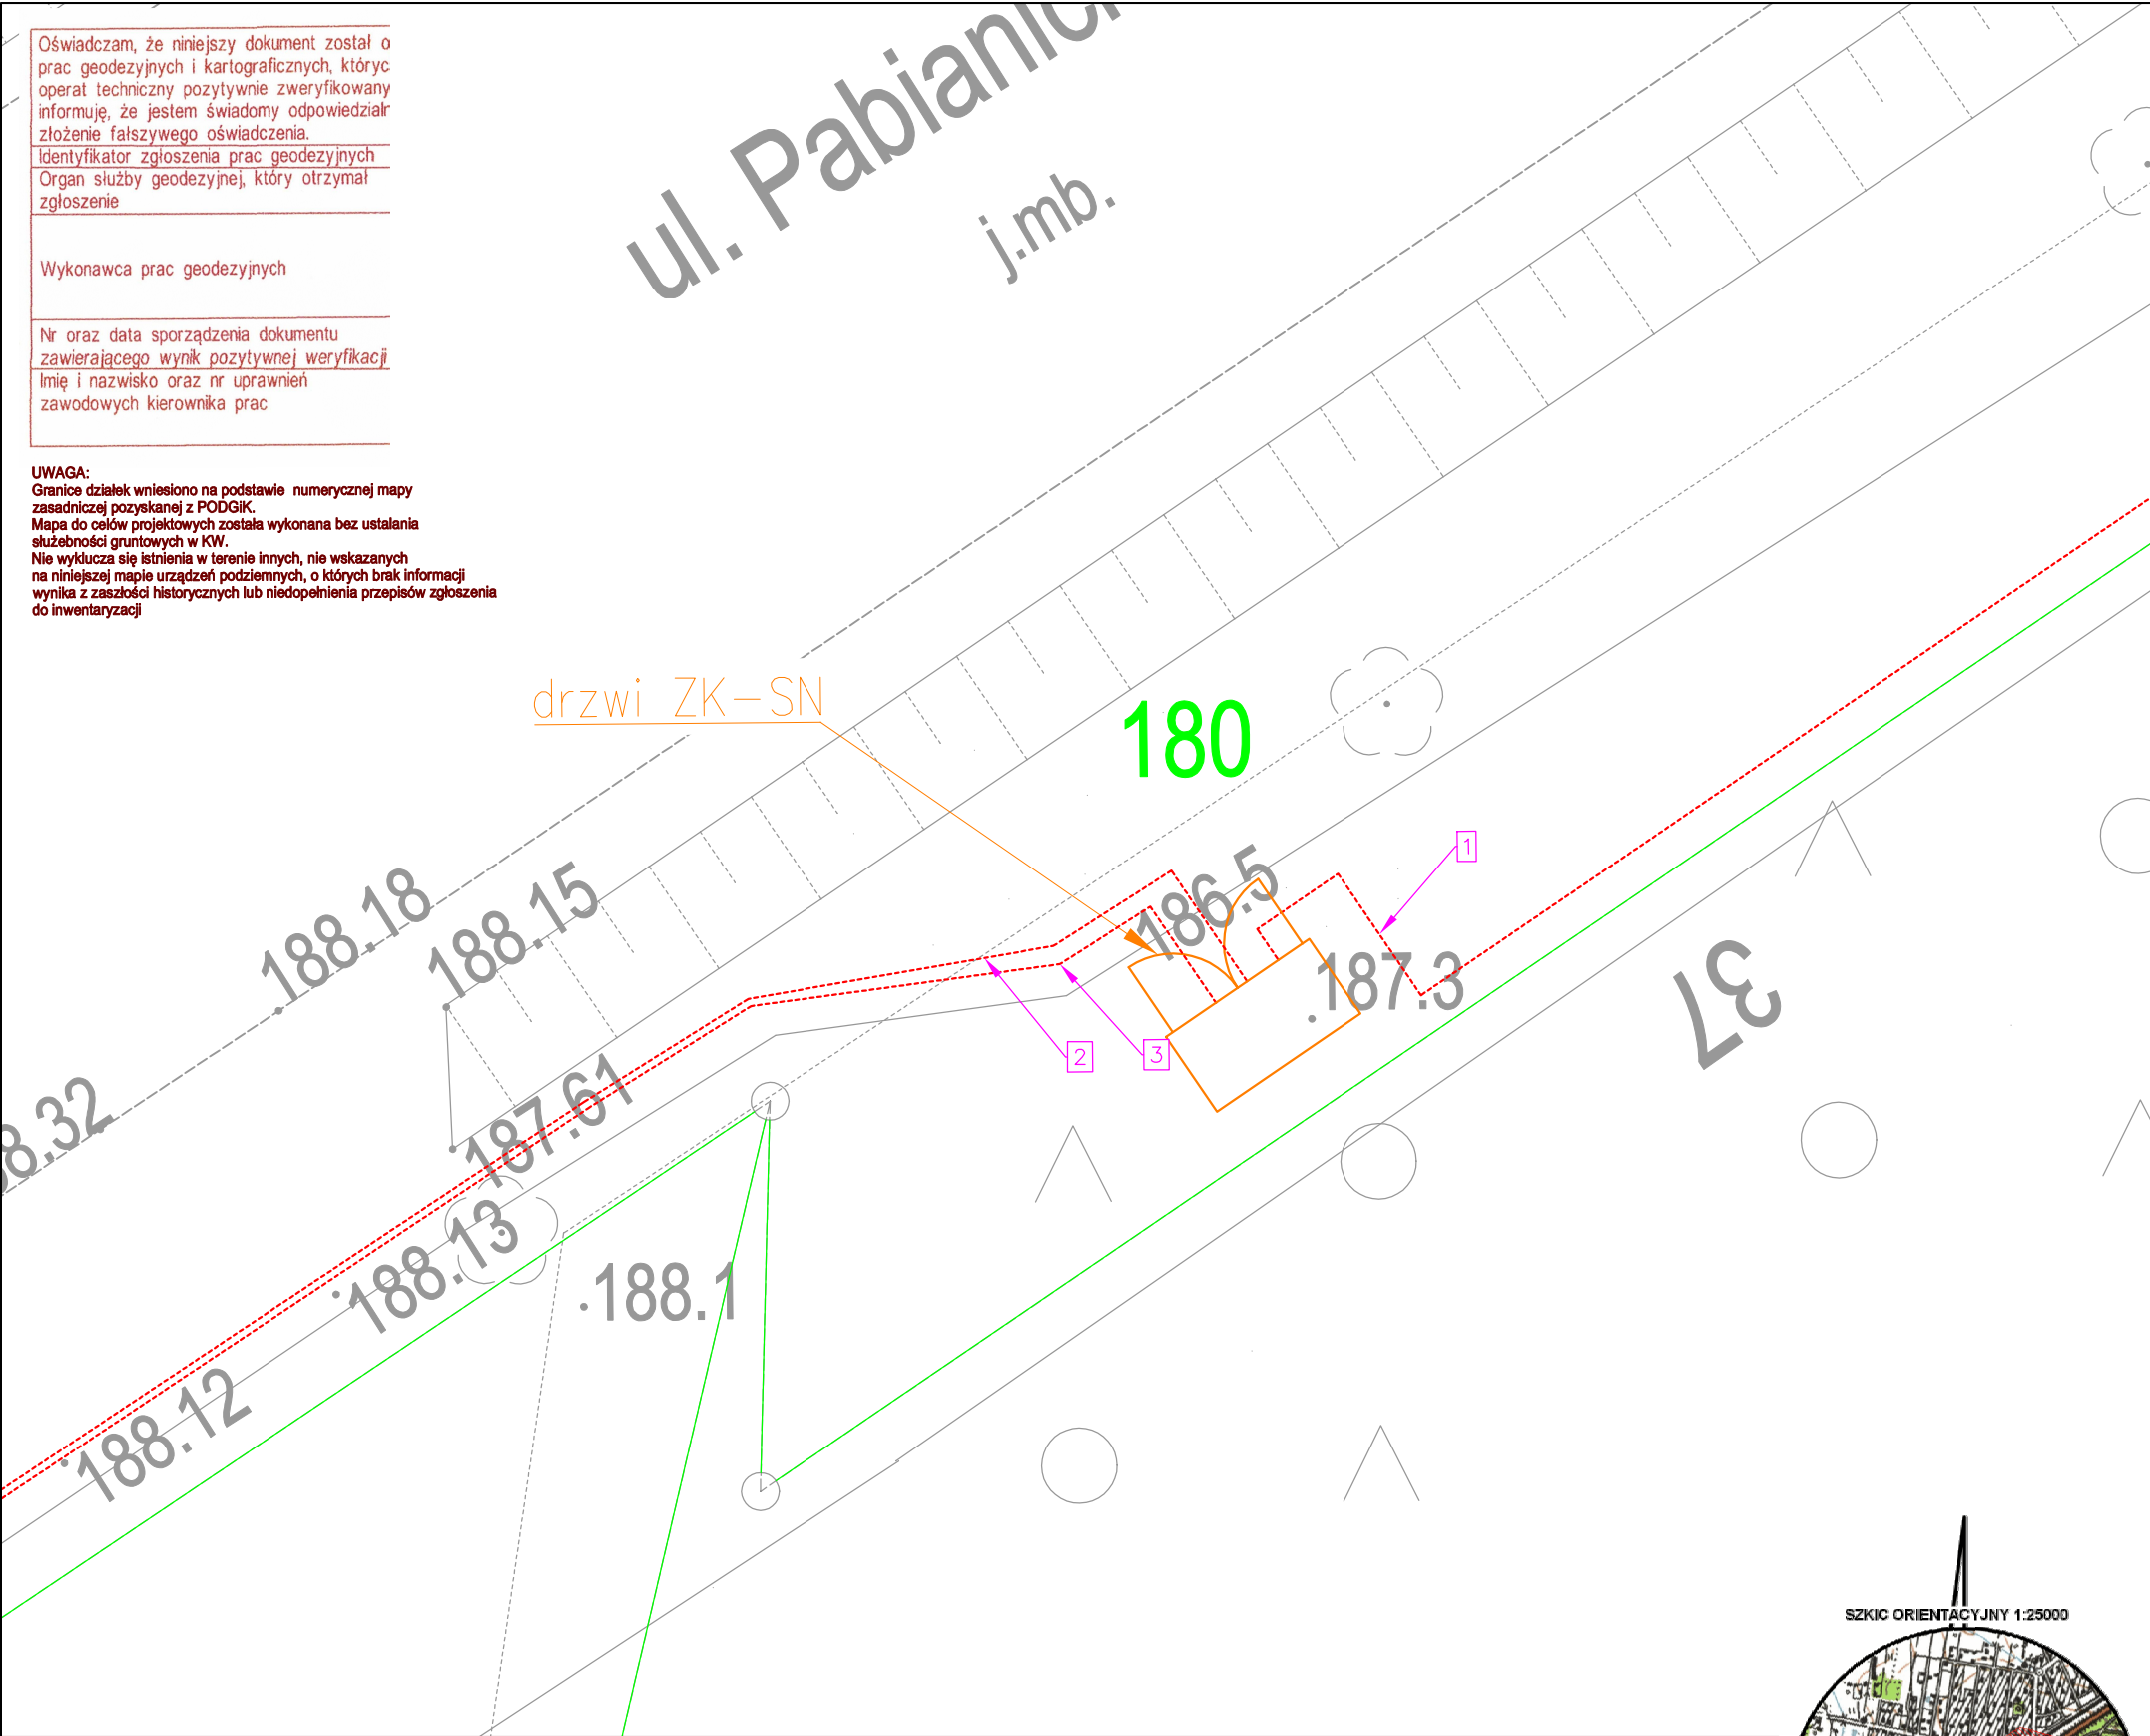 Oświadczam, że niniejszy dokument został o
prac geodezyjnych i kartograficznych, któryc
operat techniczny pozytywnie zweryfikowany
informuję, że jestem świadomy odpowiedzialn
złożenie fałszywego oświadczenia.
Identyfikator zgłoszenia prac geodezyjnych
Organ służby geodezyjnej, który otrzymał
zgłoszenie
Wykonawca prac geodezyjnych
Nr oraz data sporządzenia dokumentu
zawierającego wynik pozytywnej weryfikacji
Imię i nazwisko oraz nr uprawnień
zawodowych kierownika prac
UWAGA:
Granice działek wniesiono na podstawie numerycznej mapy
zasadniczej pozyskanej z PODGiK.
Mapa do celów projektowych została wykonana bez ustalania
służebności gruntowych w KW.
Nie wyklucza się istnienia w terenie innych, nie wskazanych
na niniejszej mapie urządzeń podziemnych, o których brak informacji
wynika z zaszłości historycznych lub niedopełnienia przepisów zgłoszenia
do inwentaryzacji
ul. Pabianic
j.mb.
drzwi ZK-SN
180
1
188.18
188.15
186.5
187.3
37
2
3
8.32
187.61
188.13
188.1
188.12
SZKIC ORIENTACYJNY 1:25000